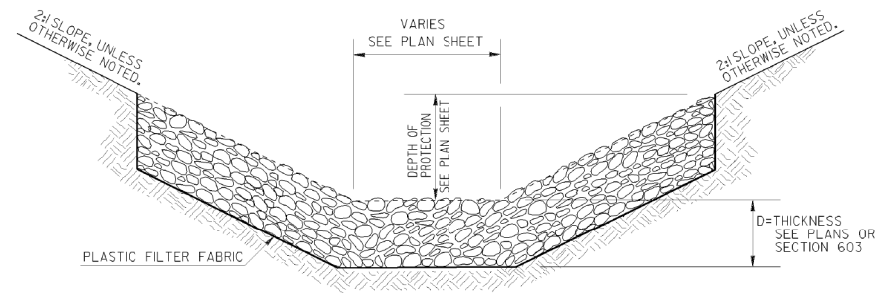 VARIES
SEE PLAN SHEET
2:1 SLOPE, UNLESS
OTHERWISE NOTED.
2:1 SLOPE, UNLESS
OTHERWISE NOTED.
DEPTH OF
PROTECTION
SEE PLAN SHEET
D=THICKNESS
SEE PLANS OR
SECTION 603
PLASTIC FILTER FABRIC